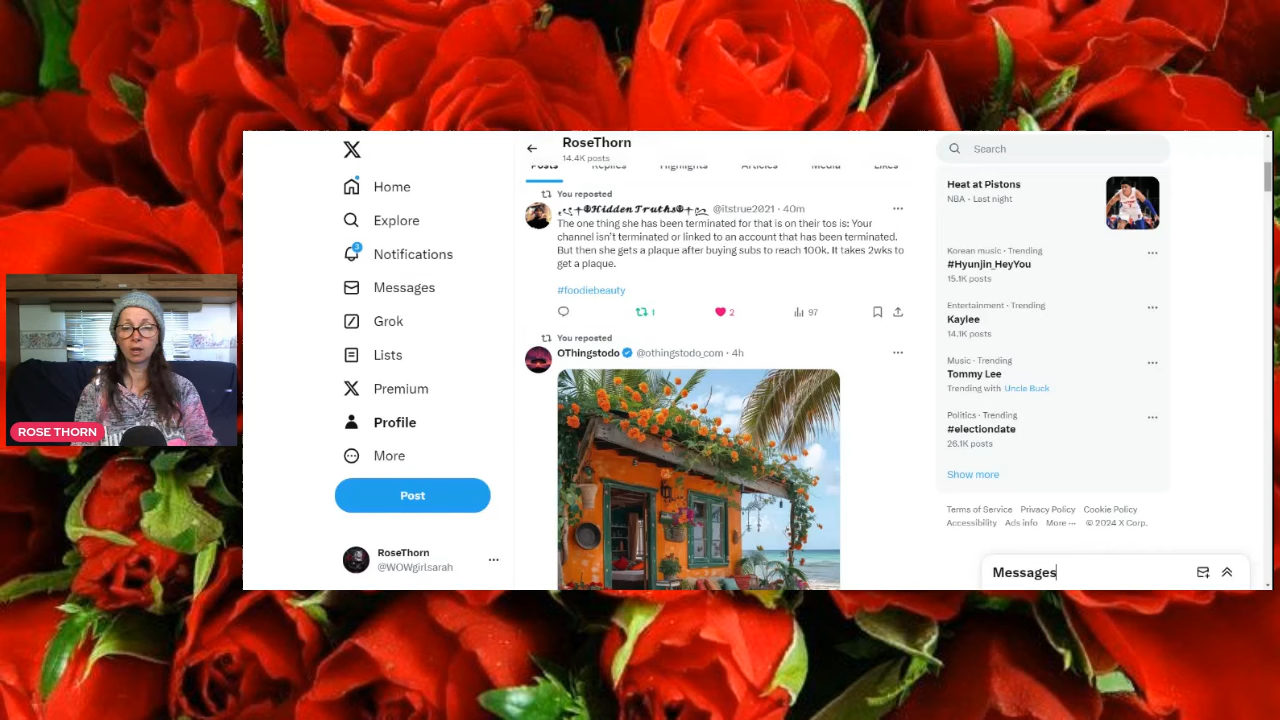 RoseThorn
14.4K posts
Search
Posts Replies Highlights Articles Media Likes
Home
Explore
3
Notifications
Messages
Grok
Lists
Premium
Profile
More
Post
RoseThorn
@WOWgirlsarah
You reposted
𝓗𝓲𝓭𝓭𝓮𝓷𝓣𝓻𝓾𝓽𝓱𝓼 @itstrue2021 · 40m
The one thing she has been terminated for that is on their tos is: Your
channel isn't terminated or linked to an account that has been terminated.
But then she gets a plaque after buying subs to reach 100k. It takes 2wks to
get a plaque.
#foodiebeauty
1 2 97
You reposted
OThingstodo @othingstodo_com · 4h
Heat at Pistons
NBA · Last night
Korean music · Trending
#Hyunjin_HeyYou
15.1K posts
Entertainment · Trending
Kaylee
14.1K posts
Music · Trending
Tommy Lee
Trending with Uncle Buck
Politics · Trending
#electiondate
26.1K posts
Show more
Terms of Service Privacy Policy Cookie Policy
Accessibility Ads info More ··· © 2024 X Corp.
Messages
ROSE THORN